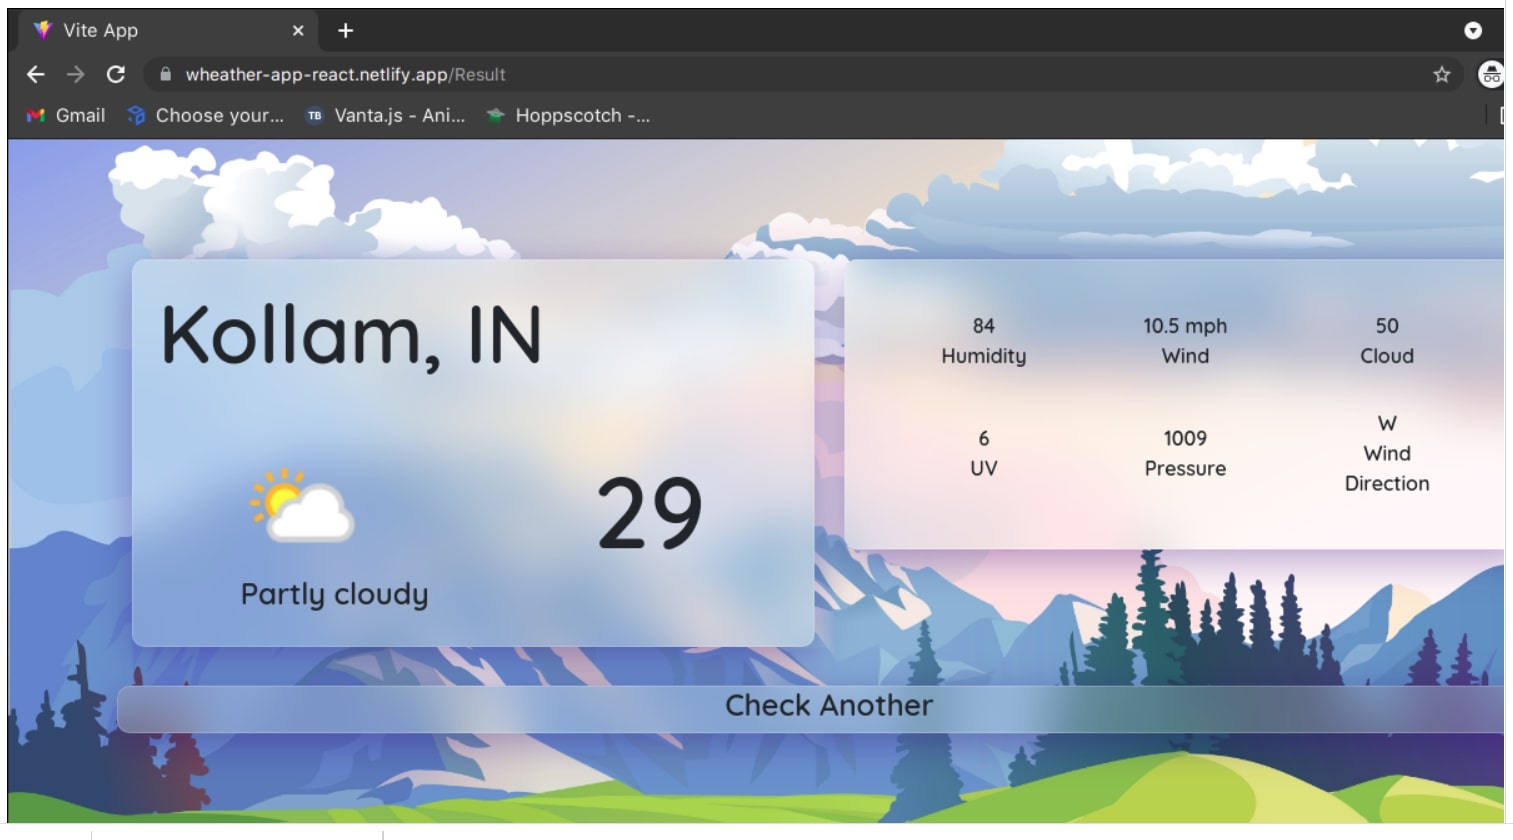 Vite App
wheather-app-react.netlify.app/Result
Gmail
Choose your...
TB
Vanta.js - Ani...
Hoppscotch -...
Kollam, IN
29
Partly cloudy
84
Humidity
10.5 mph
Wind
50
Cloud
6
UV
1009
Pressure
W
Wind
Direction
Check Another